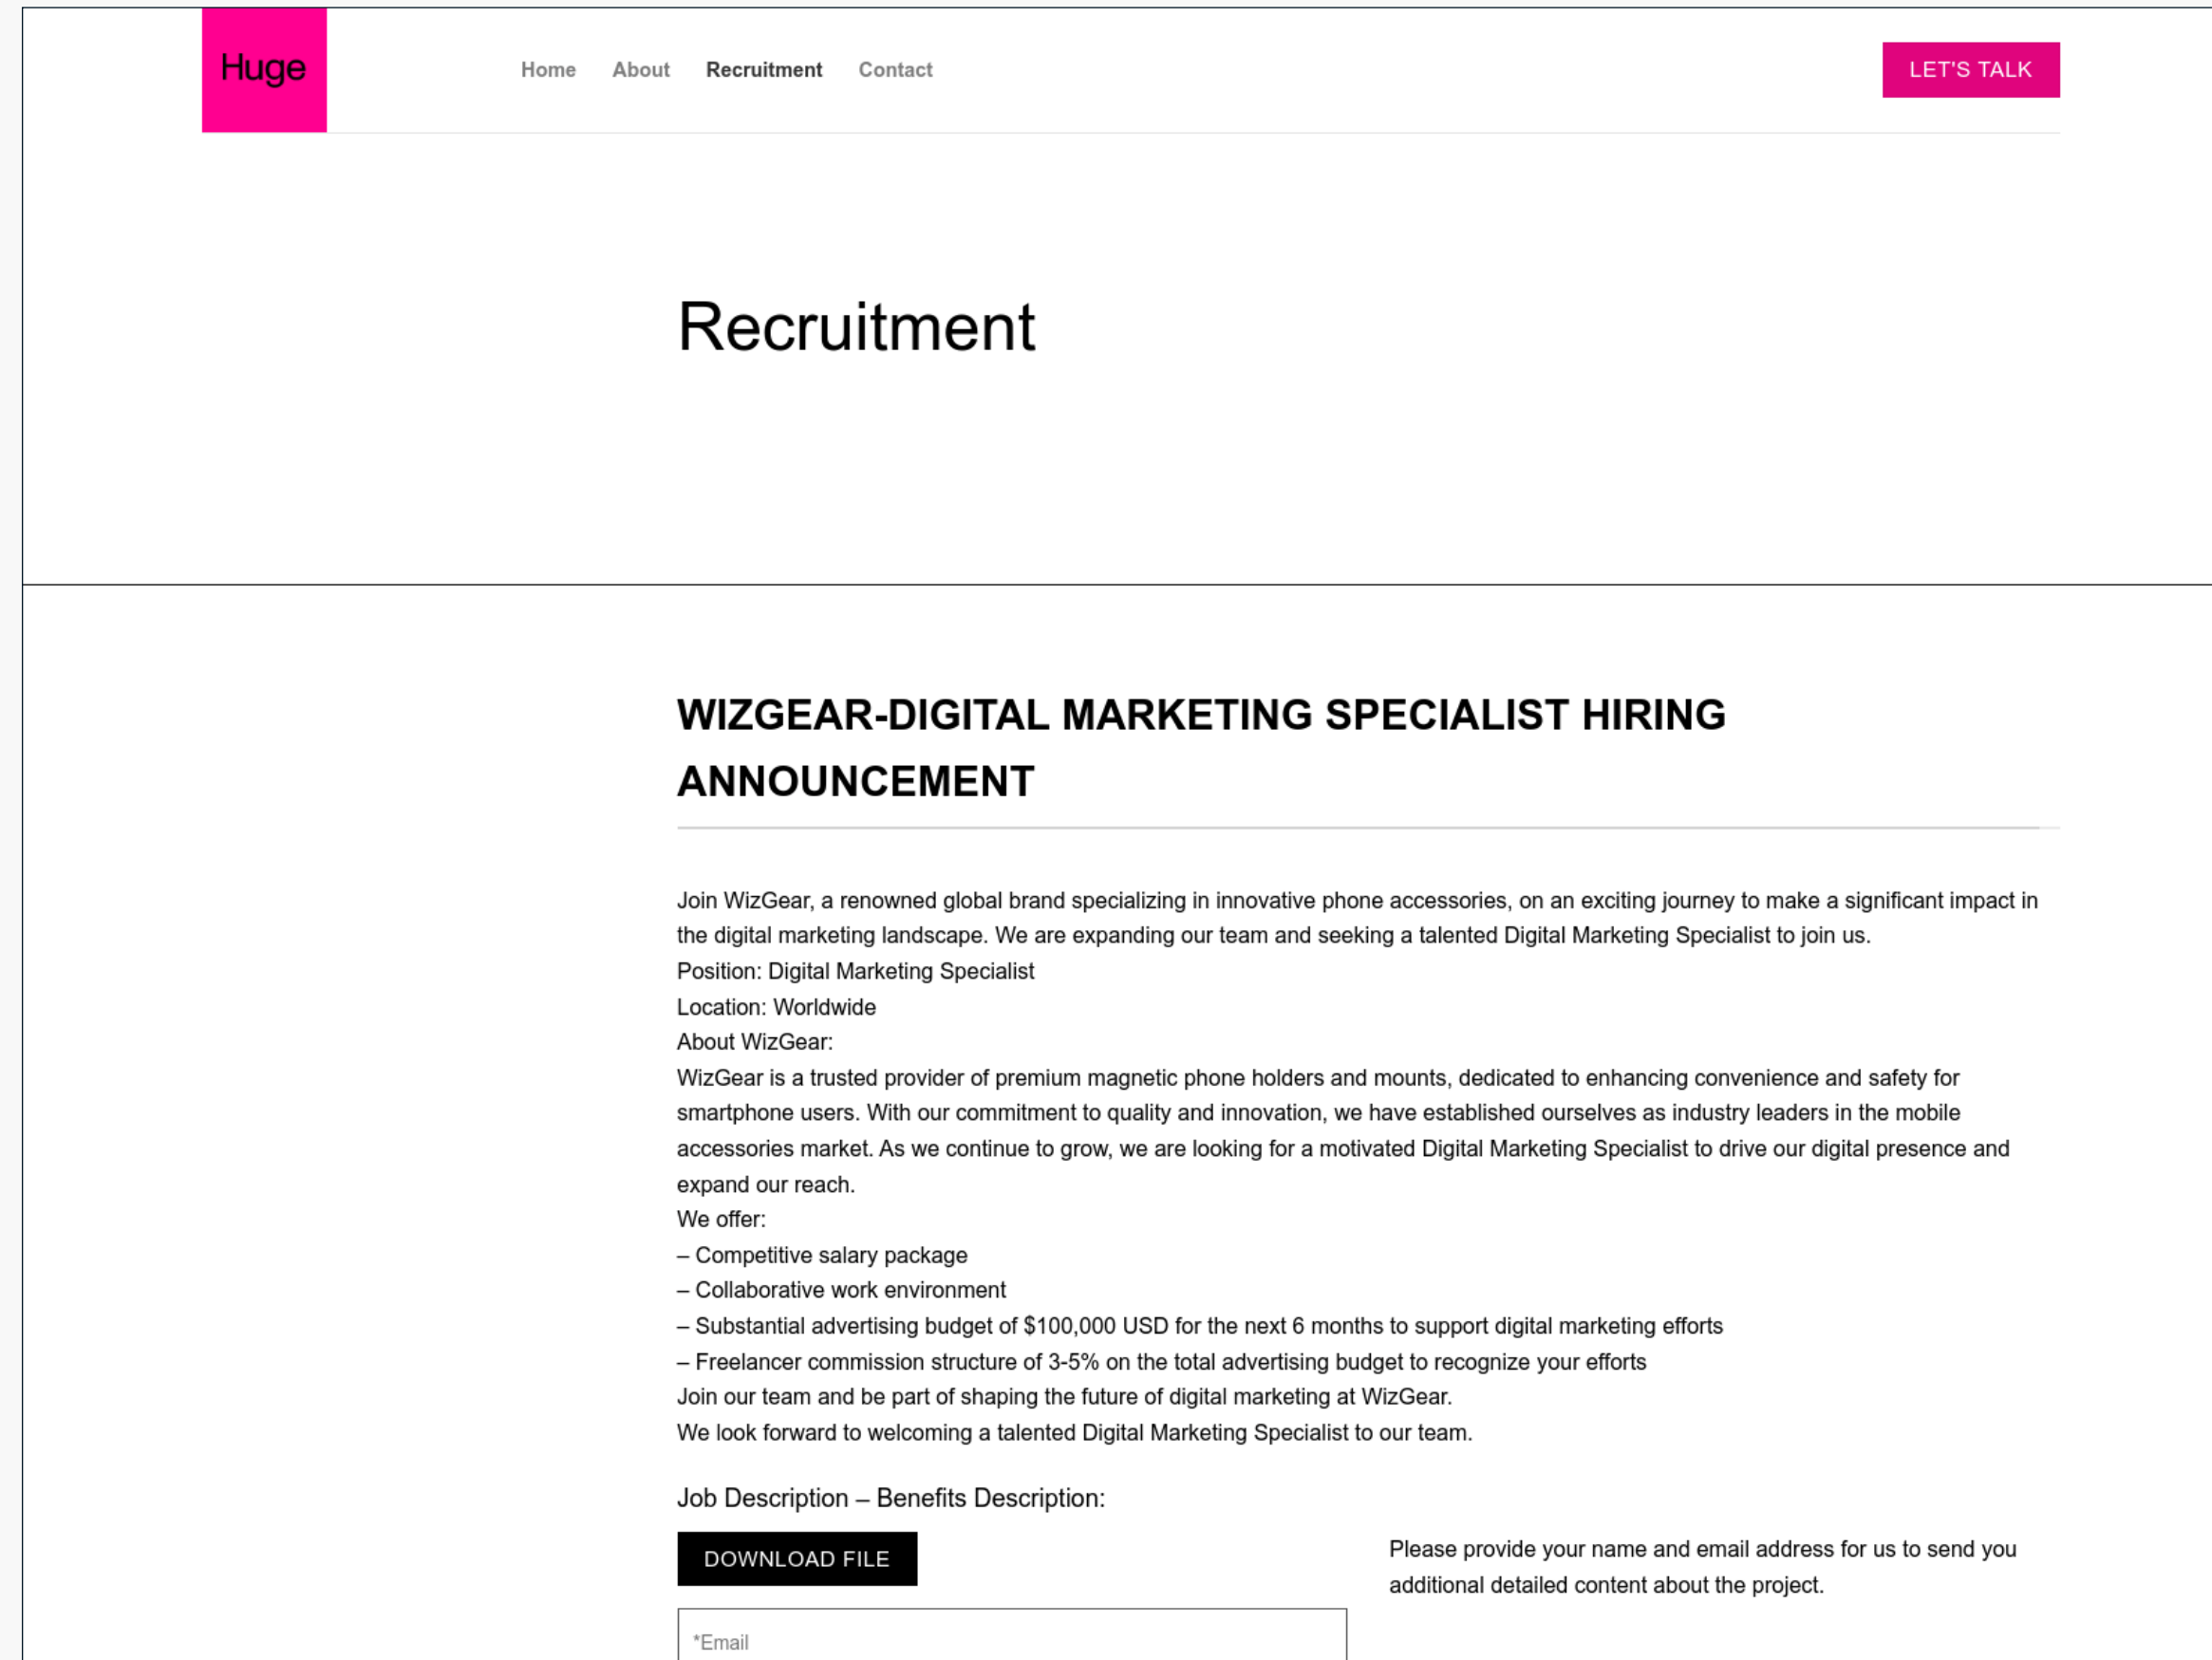 Huge
Home About Recruitment Contact
LET'S TALK
Recruitment
WIZGEAR-DIGITAL MARKETING SPECIALIST HIRING
ANNOUNCEMENT
Join WizGear, a renowned global brand specializing in innovative phone accessories, on an exciting journey to make a significant impact in
the digital marketing landscape. We are expanding our team and seeking a talented Digital Marketing Specialist to join us.
Position: Digital Marketing Specialist
Location: Worldwide
About WizGear:
WizGear is a trusted provider of premium magnetic phone holders and mounts, dedicated to enhancing convenience and safety for
smartphone users. With our commitment to quality and innovation, we have established ourselves as industry leaders in the mobile
accessories market. As we continue to grow, we are looking for a motivated Digital Marketing Specialist to drive our digital presence and
expand our reach.
We offer:
– Competitive salary package
– Collaborative work environment
– Substantial advertising budget of $100,000 USD for the next 6 months to support digital marketing efforts
– Freelancer commission structure of 3-5% on the total advertising budget to recognize your efforts
Join our team and be part of shaping the future of digital marketing at WizGear.
We look forward to welcoming a talented Digital Marketing Specialist to our team.
Job Description – Benefits Description:
DOWNLOAD FILE
*Email
Please provide your name and email address for us to send you
additional detailed content about the project.